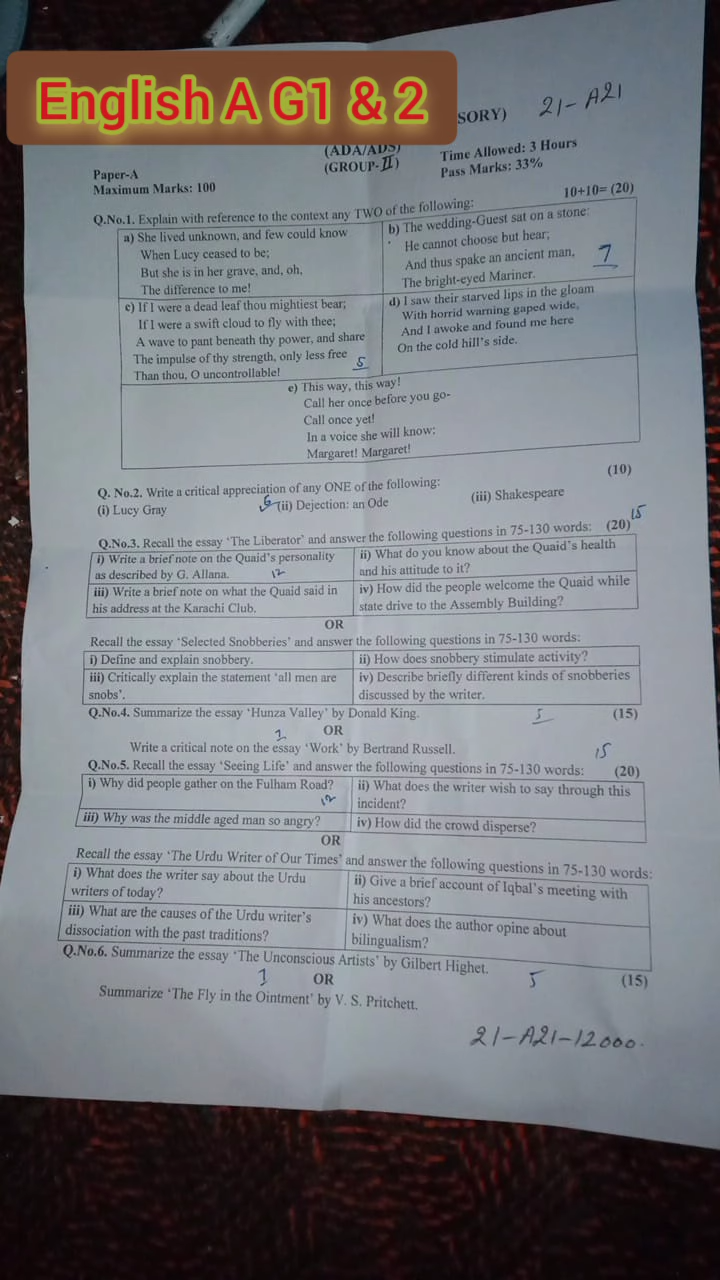 English A G1 & 2
SORY) 21-A21
(ADA/ADS)
Paper-A (GROUP-II) Time Allowed: 3 Hours
Maximum Marks: 100 Pass Marks: 33%
Q.No.1. Explain with reference to the context any TWO of the following: 10+10= (20)
a) She lived unknown, and few could know
When Lucy ceased to be;
But she is in her grave, and, oh,
The difference to me!
b) The wedding-Guest sat on a stone:
He cannot choose but hear;
And thus spake an ancient man, 7
The bright-eyed Mariner.
c) If I were a dead leaf thou mightiest bear;
If I were a swift cloud to fly with thee;
A wave to pant beneath thy power, and share
The impulse of thy strength, only less free 5
Than thou, O uncontrollable!
d) I saw their starved lips in the gloam
With horrid warning gaped wide,
And I awoke and found me here
On the cold hill's side.
e) This way, this way!
Call her once before you go-
Call once yet!
In a voice she will know:
Margaret! Margaret!
Q. No.2. Write a critical appreciation of any ONE of the following: (10)
(i) Lucy Gray 6 (ii) Dejection: an Ode (iii) Shakespeare
15
Q.No.3. Recall the essay 'The Liberator' and answer the following questions in 75-130 words: (20)
i) Write a brief note on the Quaid's personality
as described by G. Allana. 12
ii) What do you know about the Quaid's health
and his attitude to it?
iii) Write a brief note on what the Quaid said in
his address at the Karachi Club.
iv) How did the people welcome the Quaid while
state drive to the Assembly Building?
OR
Recall the essay 'Selected Snobberies' and answer the following questions in 75-130 words:
i) Define and explain snobbery.
ii) How does snobbery stimulate activity?
iii) Critically explain the statement 'all men are
snobs'.
iv) Describe briefly different kinds of snobberies
discussed by the writer.
Q.No.4. Summarize the essay 'Hunza Valley' by Donald King. 5 (15)
1 OR
Write a critical note on the essay 'Work' by Bertrand Russell. 15
Q.No.5. Recall the essay 'Seeing Life' and answer the following questions in 75-130 words: (20)
i) Why did people gather on the Fulham Road?
12
ii) What does the writer wish to say through this
incident?
iii) Why was the middle aged man so angry?
iv) How did the crowd disperse?
OR
Recall the essay 'The Urdu Writer of Our Times' and answer the following questions in 75-130 words:
i) What does the writer say about the Urdu
writers of today?
ii) Give a brief account of Iqbal's meeting with
his ancestors?
iii) What are the causes of the Urdu writer's
dissociation with the past traditions?
iv) What does the author opine about
bilingualism?
Q.No.6. Summarize the essay 'The Unconscious Artists' by Gilbert Highet.
1 OR 5 (15)
Summarize 'The Fly in the Ointment' by V. S. Pritchett.
21-A21-12000.